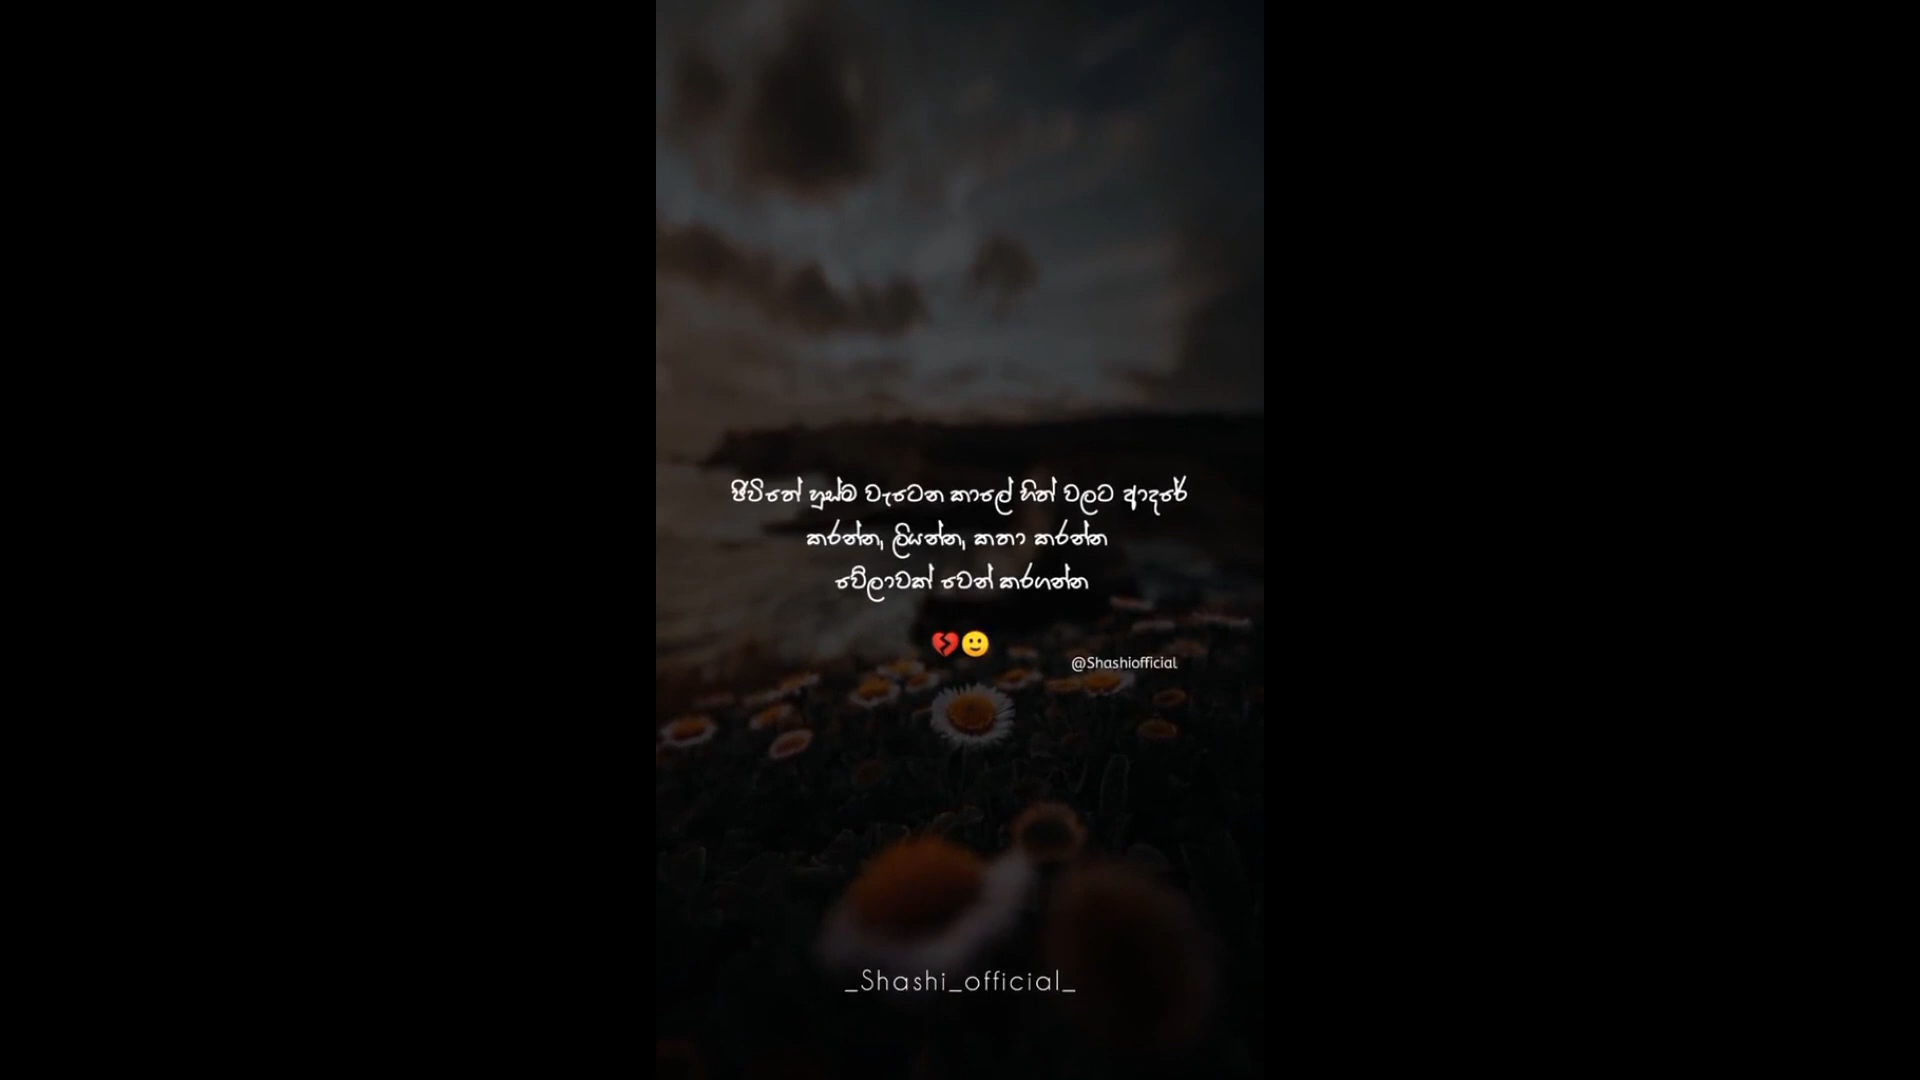 ජීවිතේ හුස්ම වැටෙන කාලේ හිත් වලට ආදරේ
කරන්න, ලියන්න, කතා කරන්න
වේලාවක් වෙන් කරගන්න
💔🙂
@Shashiofficial
_Shashi_official_